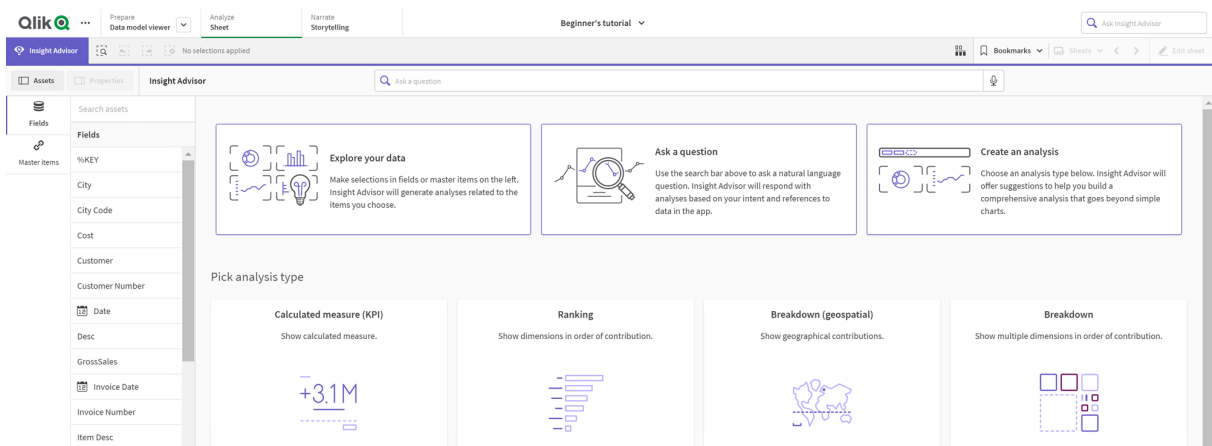 Qlik
Prepare
Data model viewer
Analyze
Sheet
Narrate
Storytelling
Beginner's tutorial
Ask Insight Advisor
Insight Advisor
No selections applied
Bookmarks
Sheets
Edit sheet
Assets
Properties
Insight Advisor
Ask a question
Fields
Master items
Search assets
Fields
%KEY
City
City Code
Cost
Customer
Customer Number
Date
Desc
GrossSales
Invoice Date
Invoice Number
Item Desc
Explore your data
Make selections in fields or master items on the left.
Insight Advisor will generate analyses related to the
items you choose.
Ask a question
Use the search bar above to ask a natural language
question. Insight Advisor will respond with
analyses based on your intent and references to
data in the app.
Create an analysis
Choose an analysis type below. Insight Advisor will
offer suggestions to help you build a
comprehensive analysis that goes beyond simple
charts.
Pick analysis type
Calculated measure (KPI)
Show calculated measure.
+3.1M
Ranking
Show dimensions in order of contribution.
Breakdown (geospatial)
Show geographical contributions.
Breakdown
Show multiple dimensions in order of contribution.